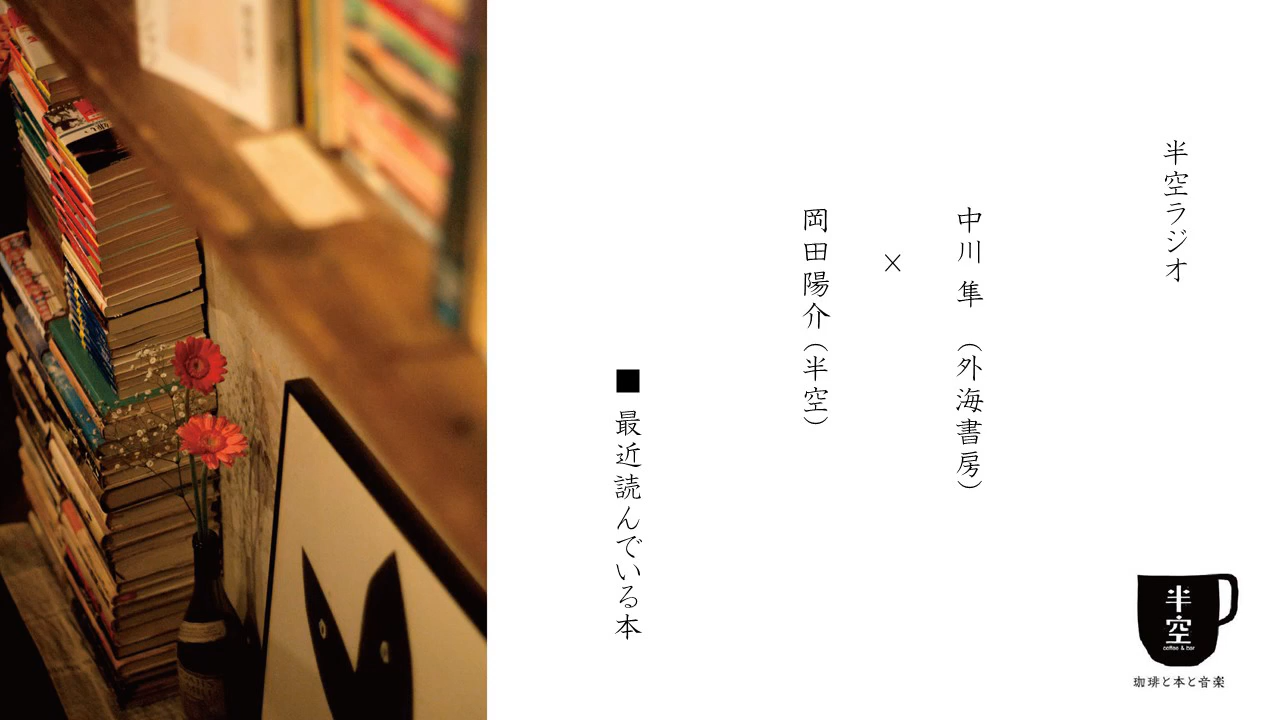 半空ラジオ
中川 隼 (外海書房)
×
岡田陽介(半空)
■ 最近読んでいる本
半空
coffee & bar
珈琲と本と音楽